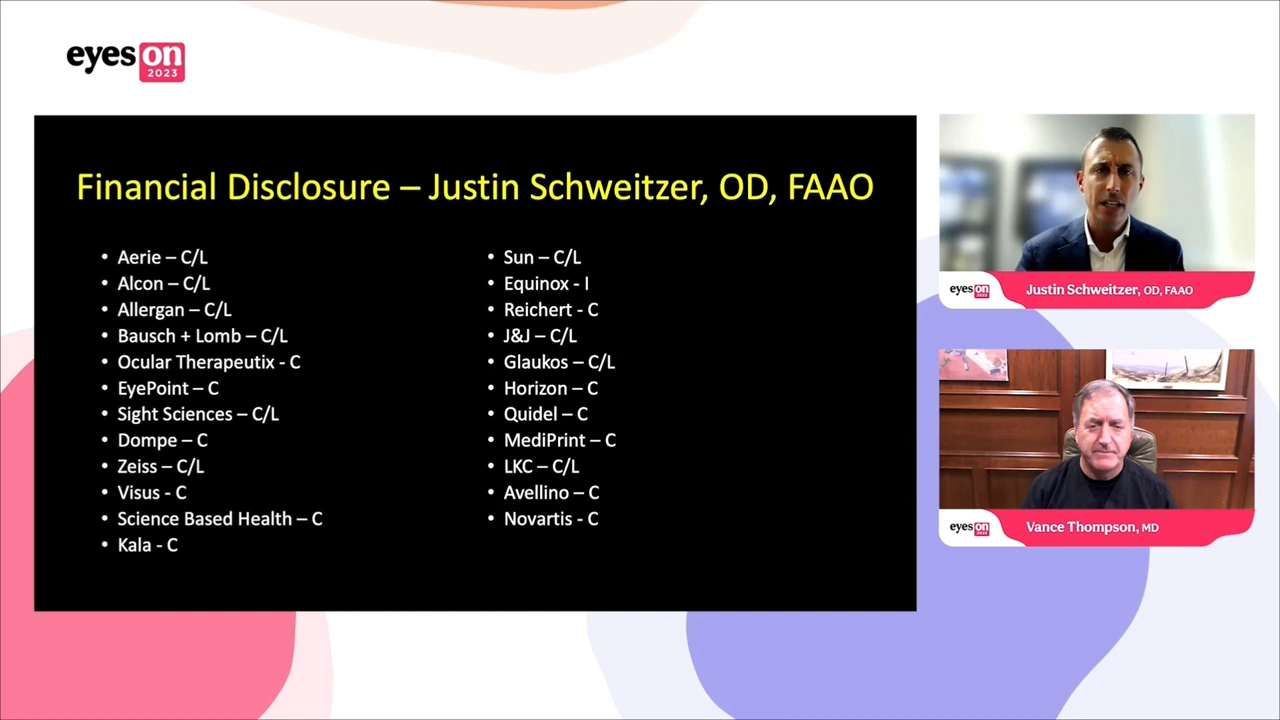 eyes on
2023
Financial Disclosure – Justin Schweitzer, OD, FAAO
• Aerie – C/L
• Alcon – C/L
• Allergan – C/L
• Bausch + Lomb – C/L
• Ocular Therapeutix - C
• EyePoint – C
• Sight Sciences – C/L
• Dompe – C
• Zeiss – C/L
• Visus - C
• Science Based Health – C
• Kala - C
• Sun – C/L
• Equinox - I
• Reichert - C
• J&J – C/L
• Glaukos – C/L
• Horizon – C
• Quidel – C
• MediPrint – C
• LKC – C/L
• Avellino – C
• Novartis - C
eyes on
2023
Justin Schweitzer, OD, FAAO
eyes on
2023
Vance Thompson, MD